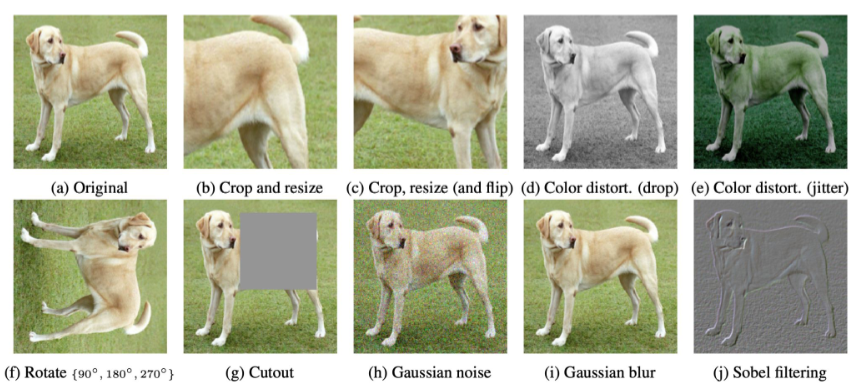 (a) Original
(b) Crop and resize
(c) Crop, resize (and flip)
(d) Color distort. (drop)
(e) Color distort. (jitter)
(f) Rotate {90°, 180°, 270°}
(g) Cutout
(h) Gaussian noise
(i) Gaussian blur
(j) Sobel filtering